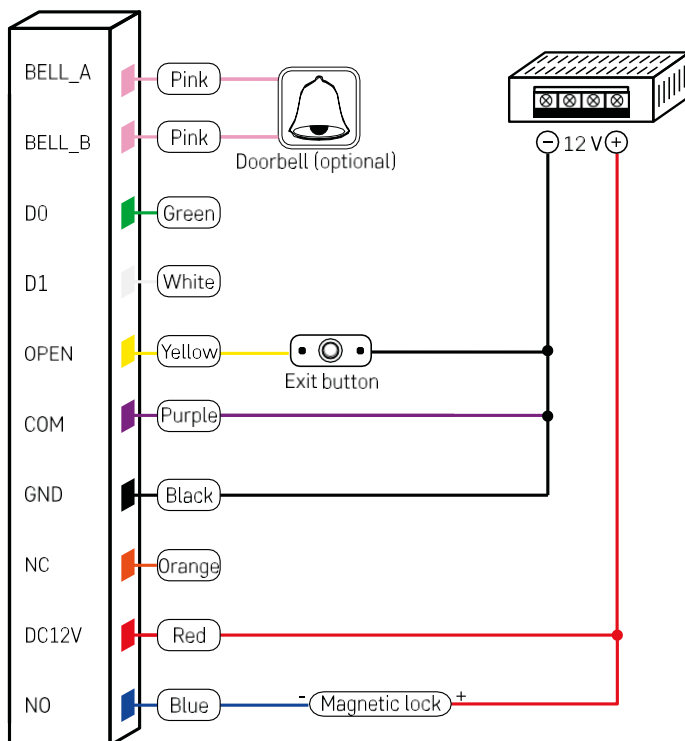 BELL_A
Pink
BELL_B
Pink
Doorbell (optional)
- 12 V +
D0
Green
D1
White
OPEN
Yellow
Exit button
COM
Purple
GND
Black
NC
Orange
DC12V
Red
NO
Blue
- Magnetic lock +